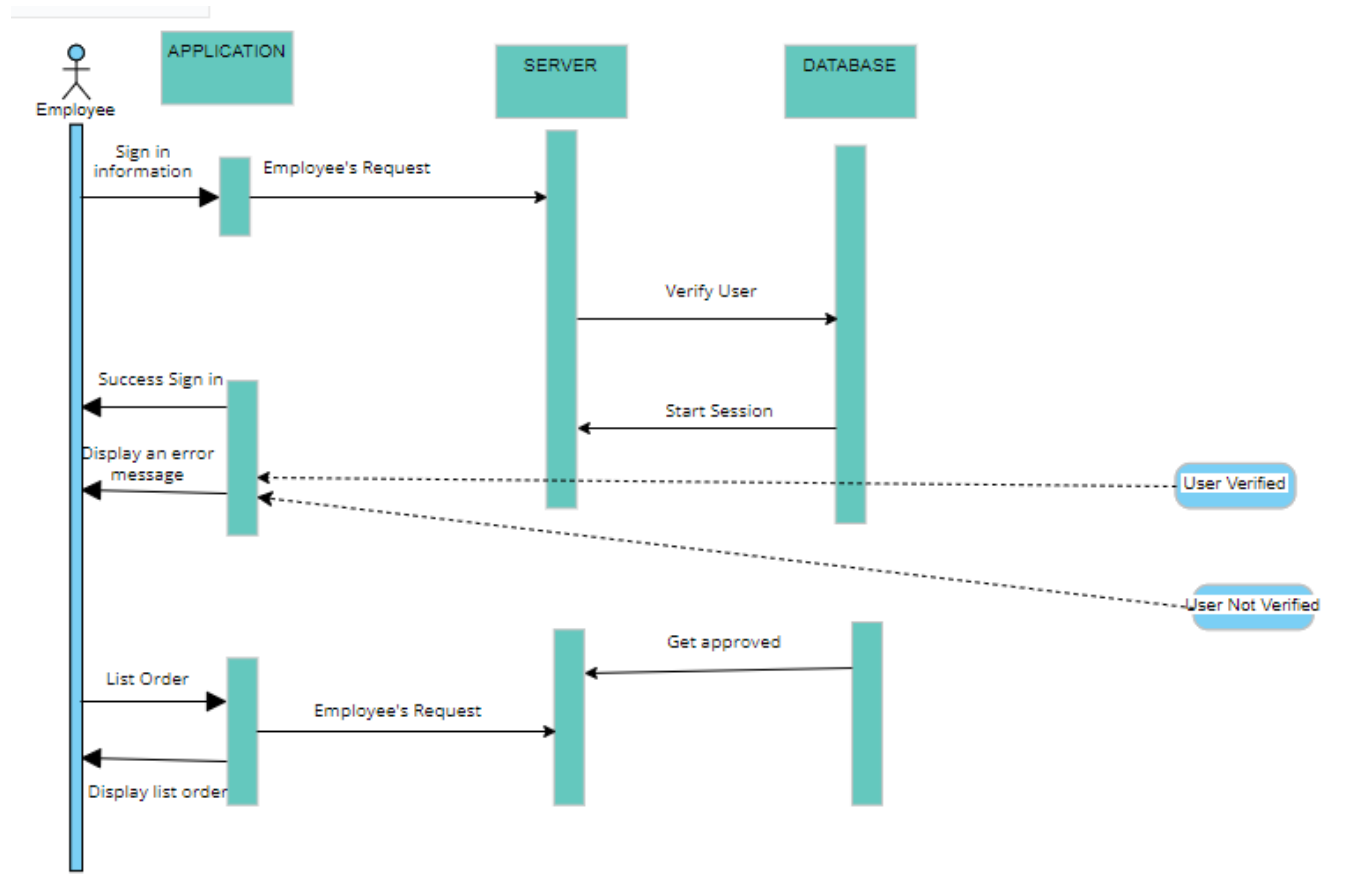 APPLICATION
SERVER
DATABASE
Employee
Sign in
information
Employee's Request
Verify User
Success Sign in
Start Session
Display an error
message
User Verified
User Not Verified
Get approved
List Order
Employee's Request
Display list order